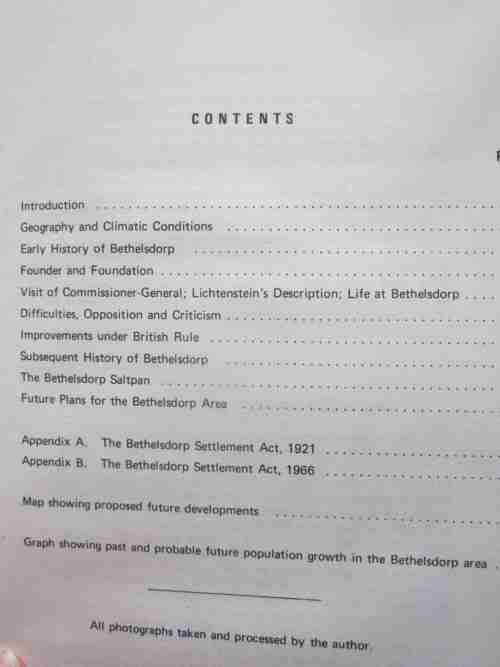 CONTENTS
Introduction
Geography and Climatic Conditions
Early History of Bethelsdorp
Founder and Foundation
Visit of Commissioner-General; Lichtenstein's Description; Life at Bethelsdorp
Difficulties, Opposition and Criticism
Improvements under British Rule
Subsequent History of Bethelsdorp
The Bethelsdorp Saltpan
Future Plans for the Bethelsdorp Area
Appendix A. The Bethelsdorp Settlement Act, 1921
Appendix B. The Bethelsdorp Settlement Act, 1966
Map showing proposed future developments
Graph showing past and probable future population growth in the Bethelsdorp area
All photographs taken and processed by the author.